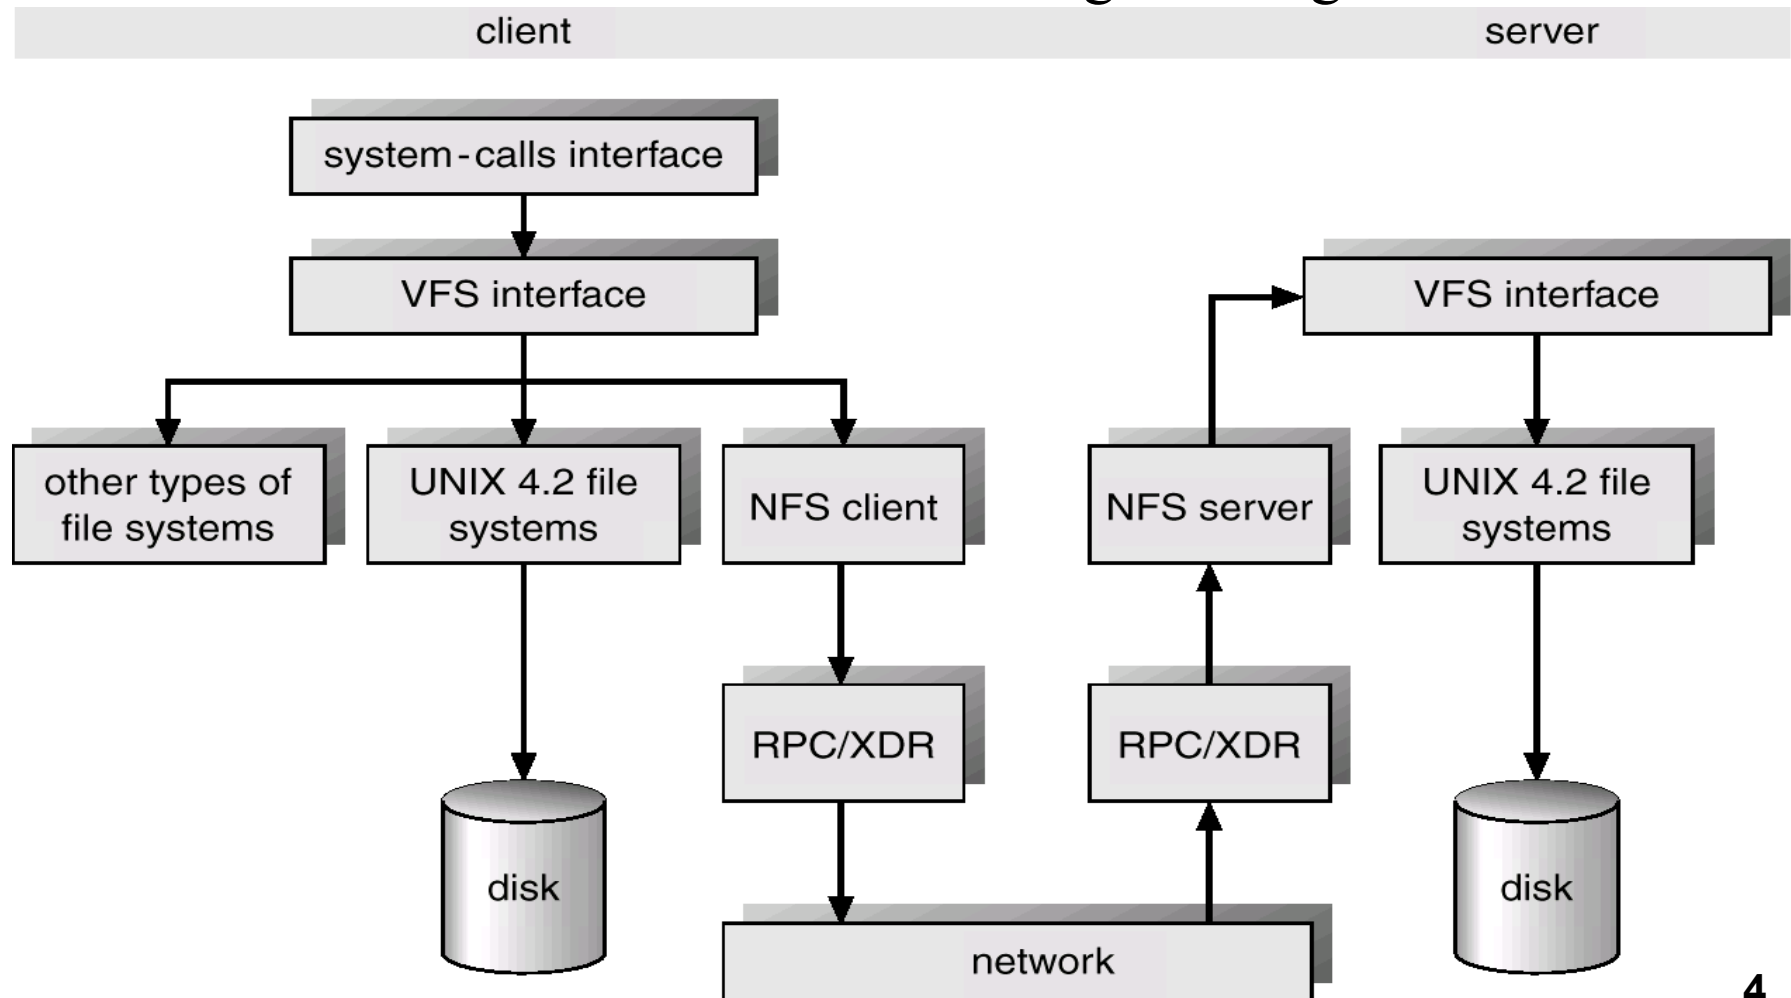 client
server
system-calls interface
VFS interface
VFS interface
other types of
file systems
UNIX 4.2 file
systems
NFS client
NFS server
UNIX 4.2 file
systems
RPC/XDR
RPC/XDR
disk
disk
network
4